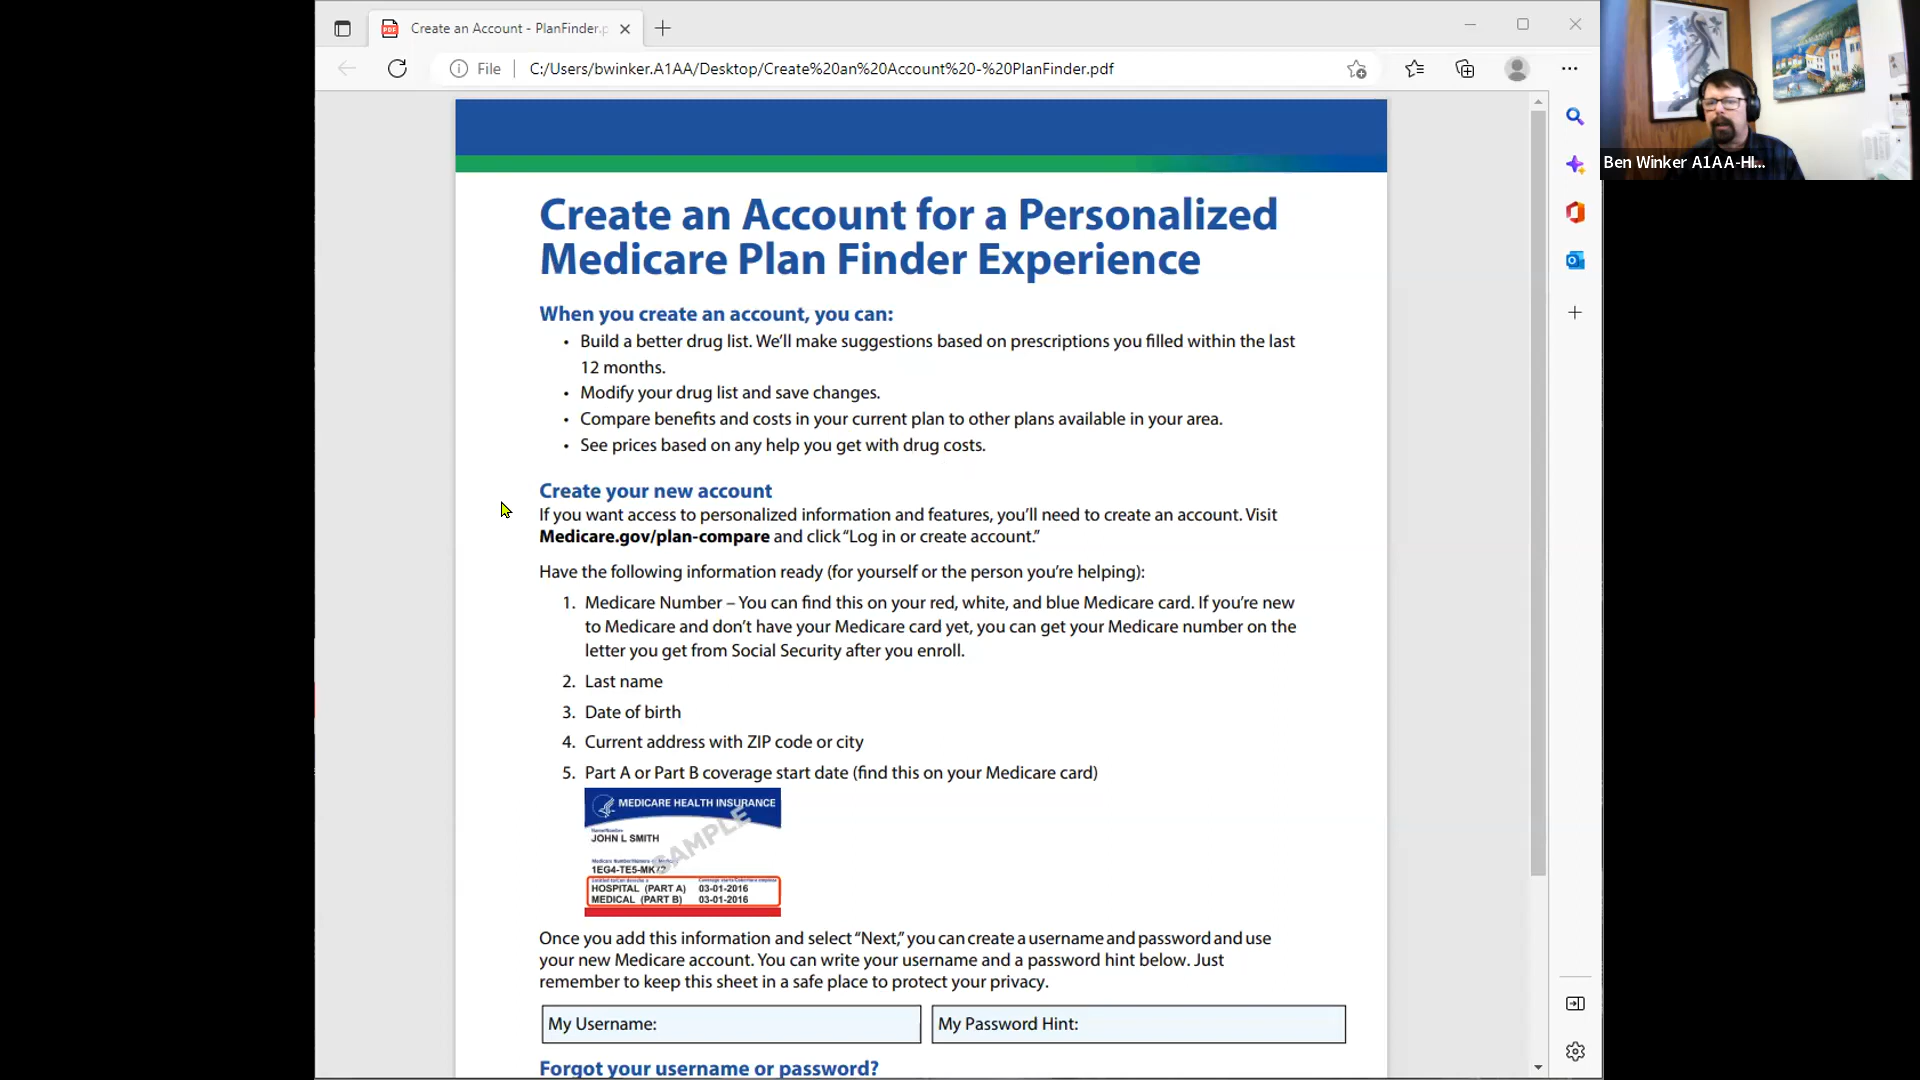 Create an Account - PlanFinder.p
File
C:/Users/bwinker.A1AA/Desktop/Create%20an%20Account%20-%20PlanFinder.pdf
Ben Winker A1AA-HI...
Create an Account for a Personalized
Medicare Plan Finder Experience
When you create an account, you can:
• Build a better drug list. We'll make suggestions based on prescriptions you filled within the last
12 months.
• Modify your drug list and save changes.
• Compare benefits and costs in your current plan to other plans available in your area.
• See prices based on any help you get with drug costs.
Create your new account
If you want access to personalized information and features, you'll need to create an account. Visit
Medicare.gov/plan-compare and click "Log in or create account."
Have the following information ready (for yourself or the person you're helping):
1. Medicare Number – You can find this on your red, white, and blue Medicare card. If you're new
to Medicare and don't have your Medicare card yet, you can get your Medicare number on the
letter you get from Social Security after you enroll.
2. Last name
3. Date of birth
4. Current address with ZIP code or city
5. Part A or Part B coverage start date (find this on your Medicare card)
MEDICARE HEALTH INSURANCE
JOHN L SMITH
SAMPLE
1EG4-TE5-MK72
HOSPITAL (PART A) 03-01-2016
MEDICAL (PART B) 03-01-2016
Once you add this information and select "Next," you can create a username and password and use
your new Medicare account. You can write your username and a password hint below. Just
remember to keep this sheet in a safe place to protect your privacy.
My Username:
My Password Hint:
Forgot your username or password?